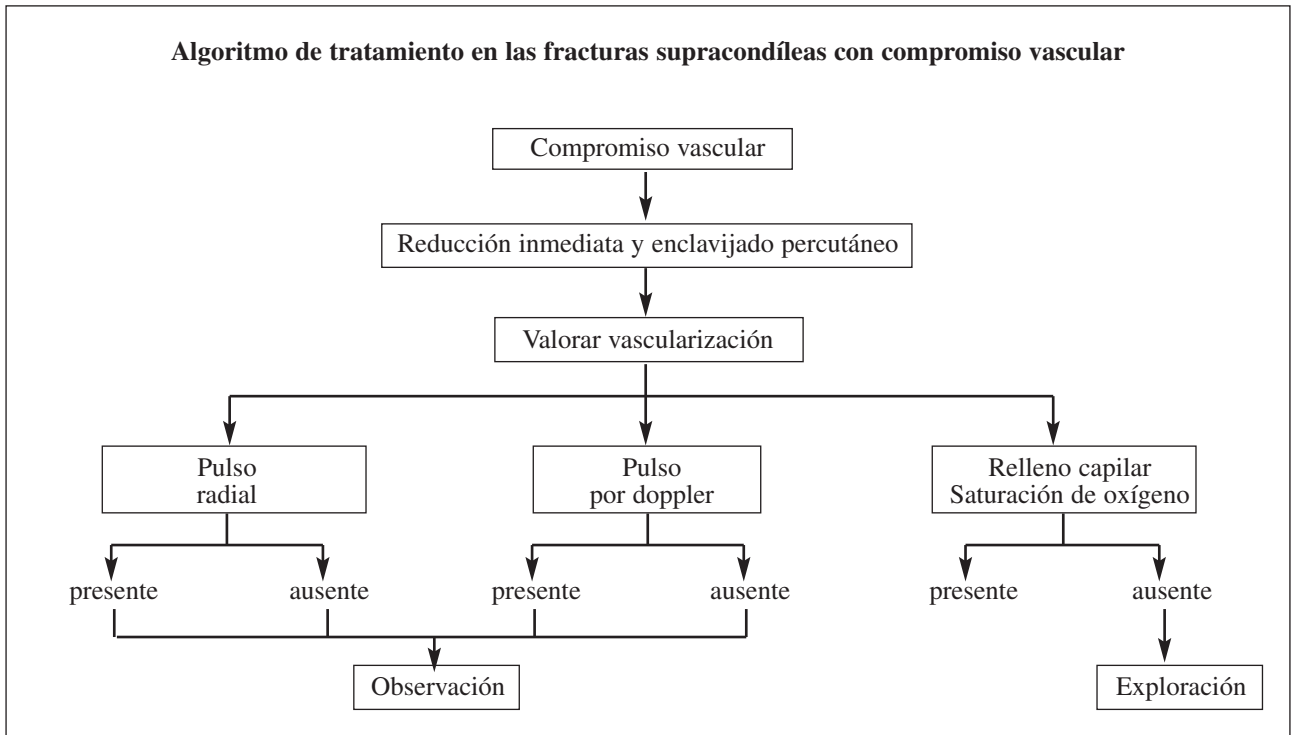 Algoritmo de tratamiento en las fracturas supracondíleas con compromiso vascular
Compromiso vascular
Reducción inmediata y enclavijado percutáneo
Valorar vascularización
Pulso
radial
Pulso
por doppler
Relleno capilar
Saturación de oxígeno
presente
ausente
presente
ausente
presente
ausente
Observación
Exploración